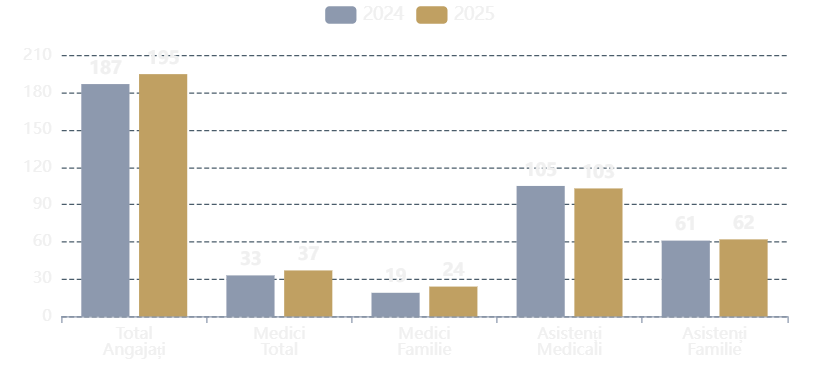 2024 2025
210
180
150
120
90
60
30
0
187 195
33 37
19 24
105 103
61 62
Total
Angajați
Medici
Total
Medici
Familie
Asistenți
Medicali
Asistenți
Familie